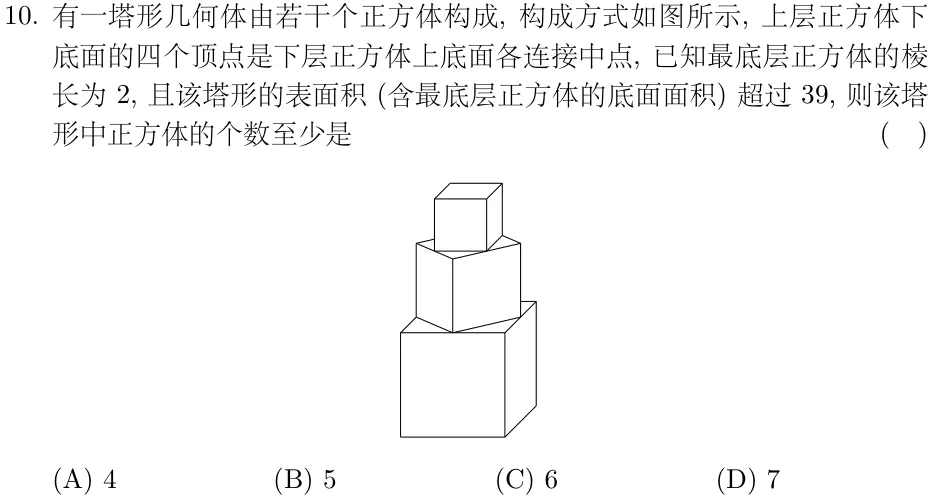 10. 有一塔形几何体由若干个正方体构成, 构成方式如图所示, 上层正方体下
底面的四个顶点是下层正方体上底面各连接中点, 已知最底层正方体的棱
长为 2, 且该塔形的表面积 (含最底层正方体的底面面积) 超过 39, 则该塔
形中正方体的个数至少是 ( )
(A) 4 (B) 5 (C) 6 (D) 7